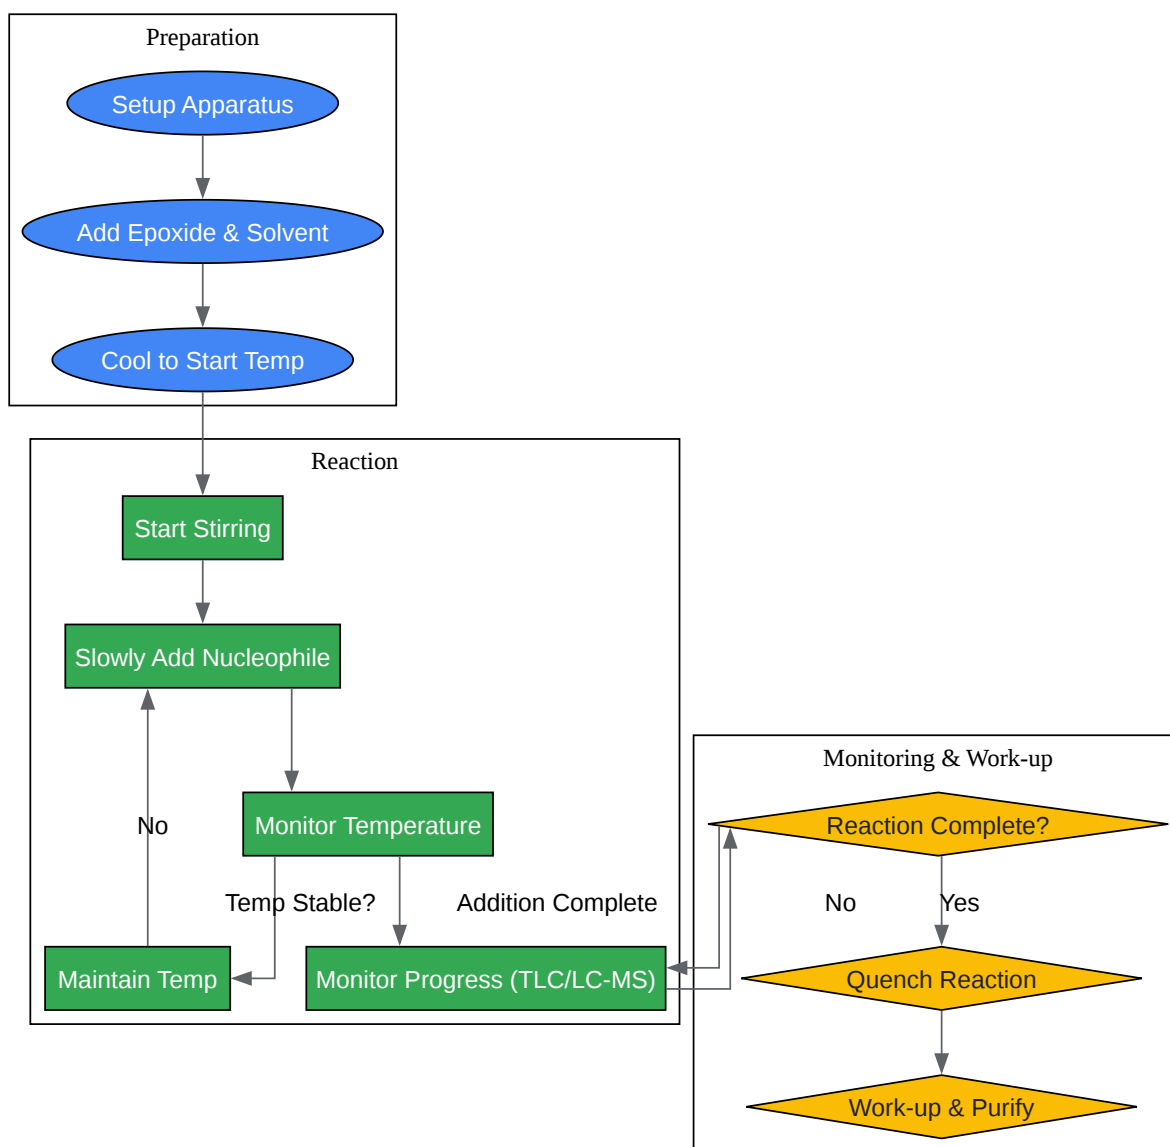 Preparation
Setup Apparatus
Add Epoxide & Solvent
Cool to Start Temp
Reaction
Start Stirring
Slowly Add Nucleophile
No
Monitor Temperature
Temp Stable?
Addition Complete
Maintain Temp
Monitor Progress (TLC/LC-MS)
Monitoring & Work-up
Reaction Complete?
No
Yes
Quench Reaction
Work-up & Purify